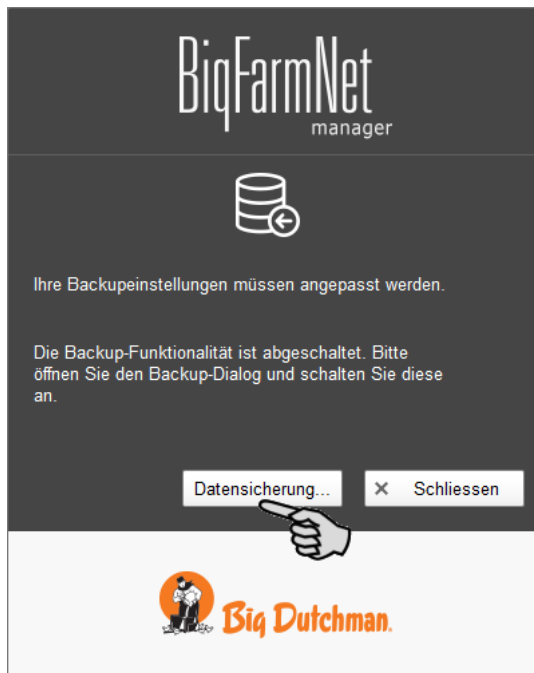 BigFarmNet
manager
Ihre Backupeinstellungen müssen angepasst werden.
Die Backup-Funktionalität ist abgeschaltet. Bitte
öffnen Sie den Backup-Dialog und schalten Sie diese
an.
Datensicherung...
Schliessen
Big Dutchman.